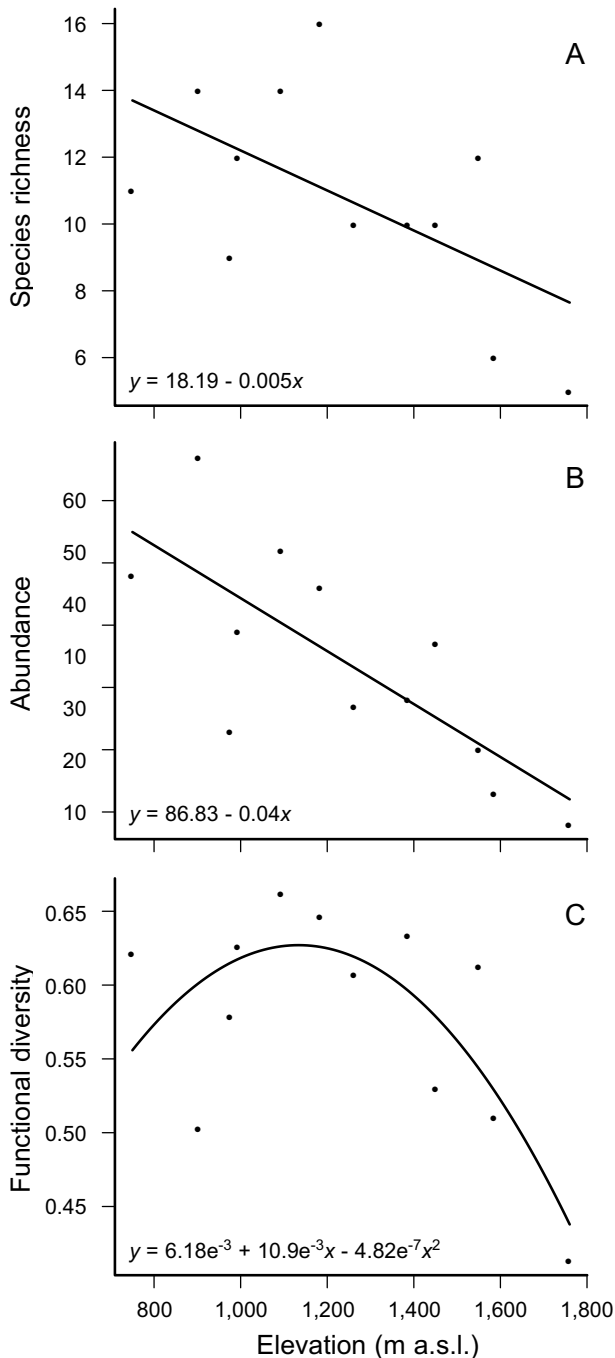 16
A
14
12
10
8
6
Species richness
y = 18.19 - 0.005x
B
60
50
40
10
30
20
10
Abundance
y = 86.83 - 0.04x
C
0.65
0.60
0.55
0.50
0.45
Functional diversity
y = 6.18e⁻³ + 10.9e⁻³x - 4.82e⁻⁷x²
800 1,000 1,200 1,400 1,600 1,800
Elevation (m a.s.l.)